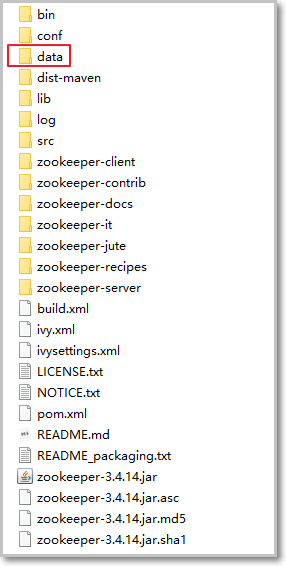 bin
conf
data
dist-maven
lib
log
src
zookeeper-client
zookeeper-contrib
zookeeper-docs
zookeeper-it
zookeeper-jute
zookeeper-recipes
zookeeper-server
build.xml
ivy.xml
ivysettings.xml
LICENSE.txt
NOTICE.txt
pom.xml
README.md
README_packaging.txt
zookeeper-3.4.14.jar
zookeeper-3.4.14.jar.asc
zookeeper-3.4.14.jar.md5
zookeeper-3.4.14.jar.sha1